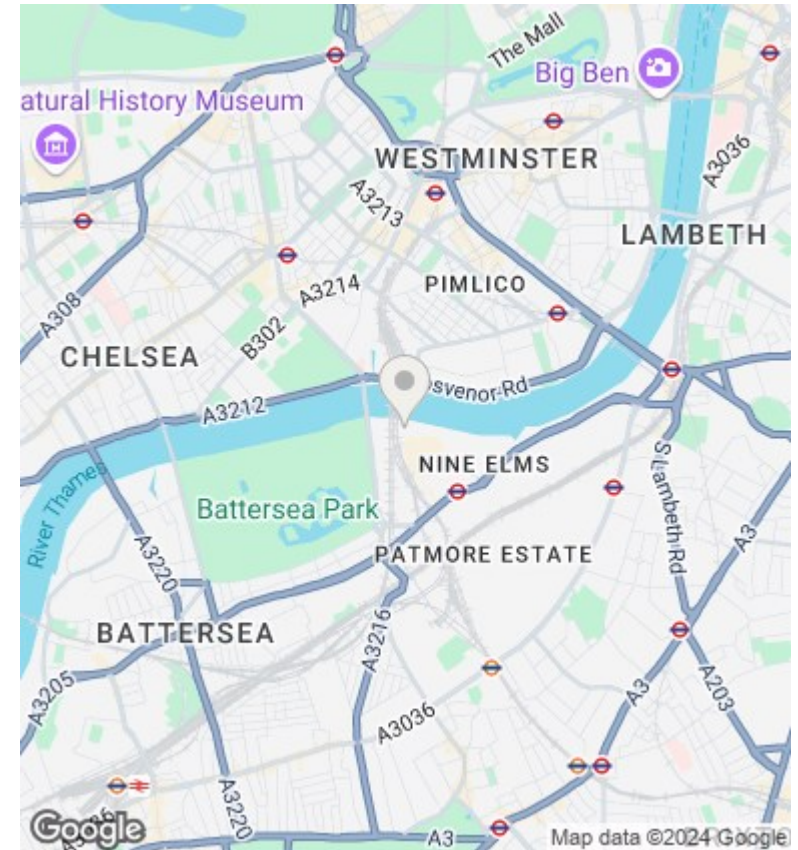 The Mall
Big Ben
atural History Museum
A3036
WESTMINSTER
A3213
LAMBETH
A3214
PIMLICO
A308
B302
CHELSEA
osvenor Rd
A3212
NINE ELMS
S Lambeth Rd
River Thames
Battersea Park
A3
A3220
PATMORE ESTATE
BATTERSEA
A3216
A3205
A3
A203
A3036
A3220
A3
Google
Map data ©2024 Google